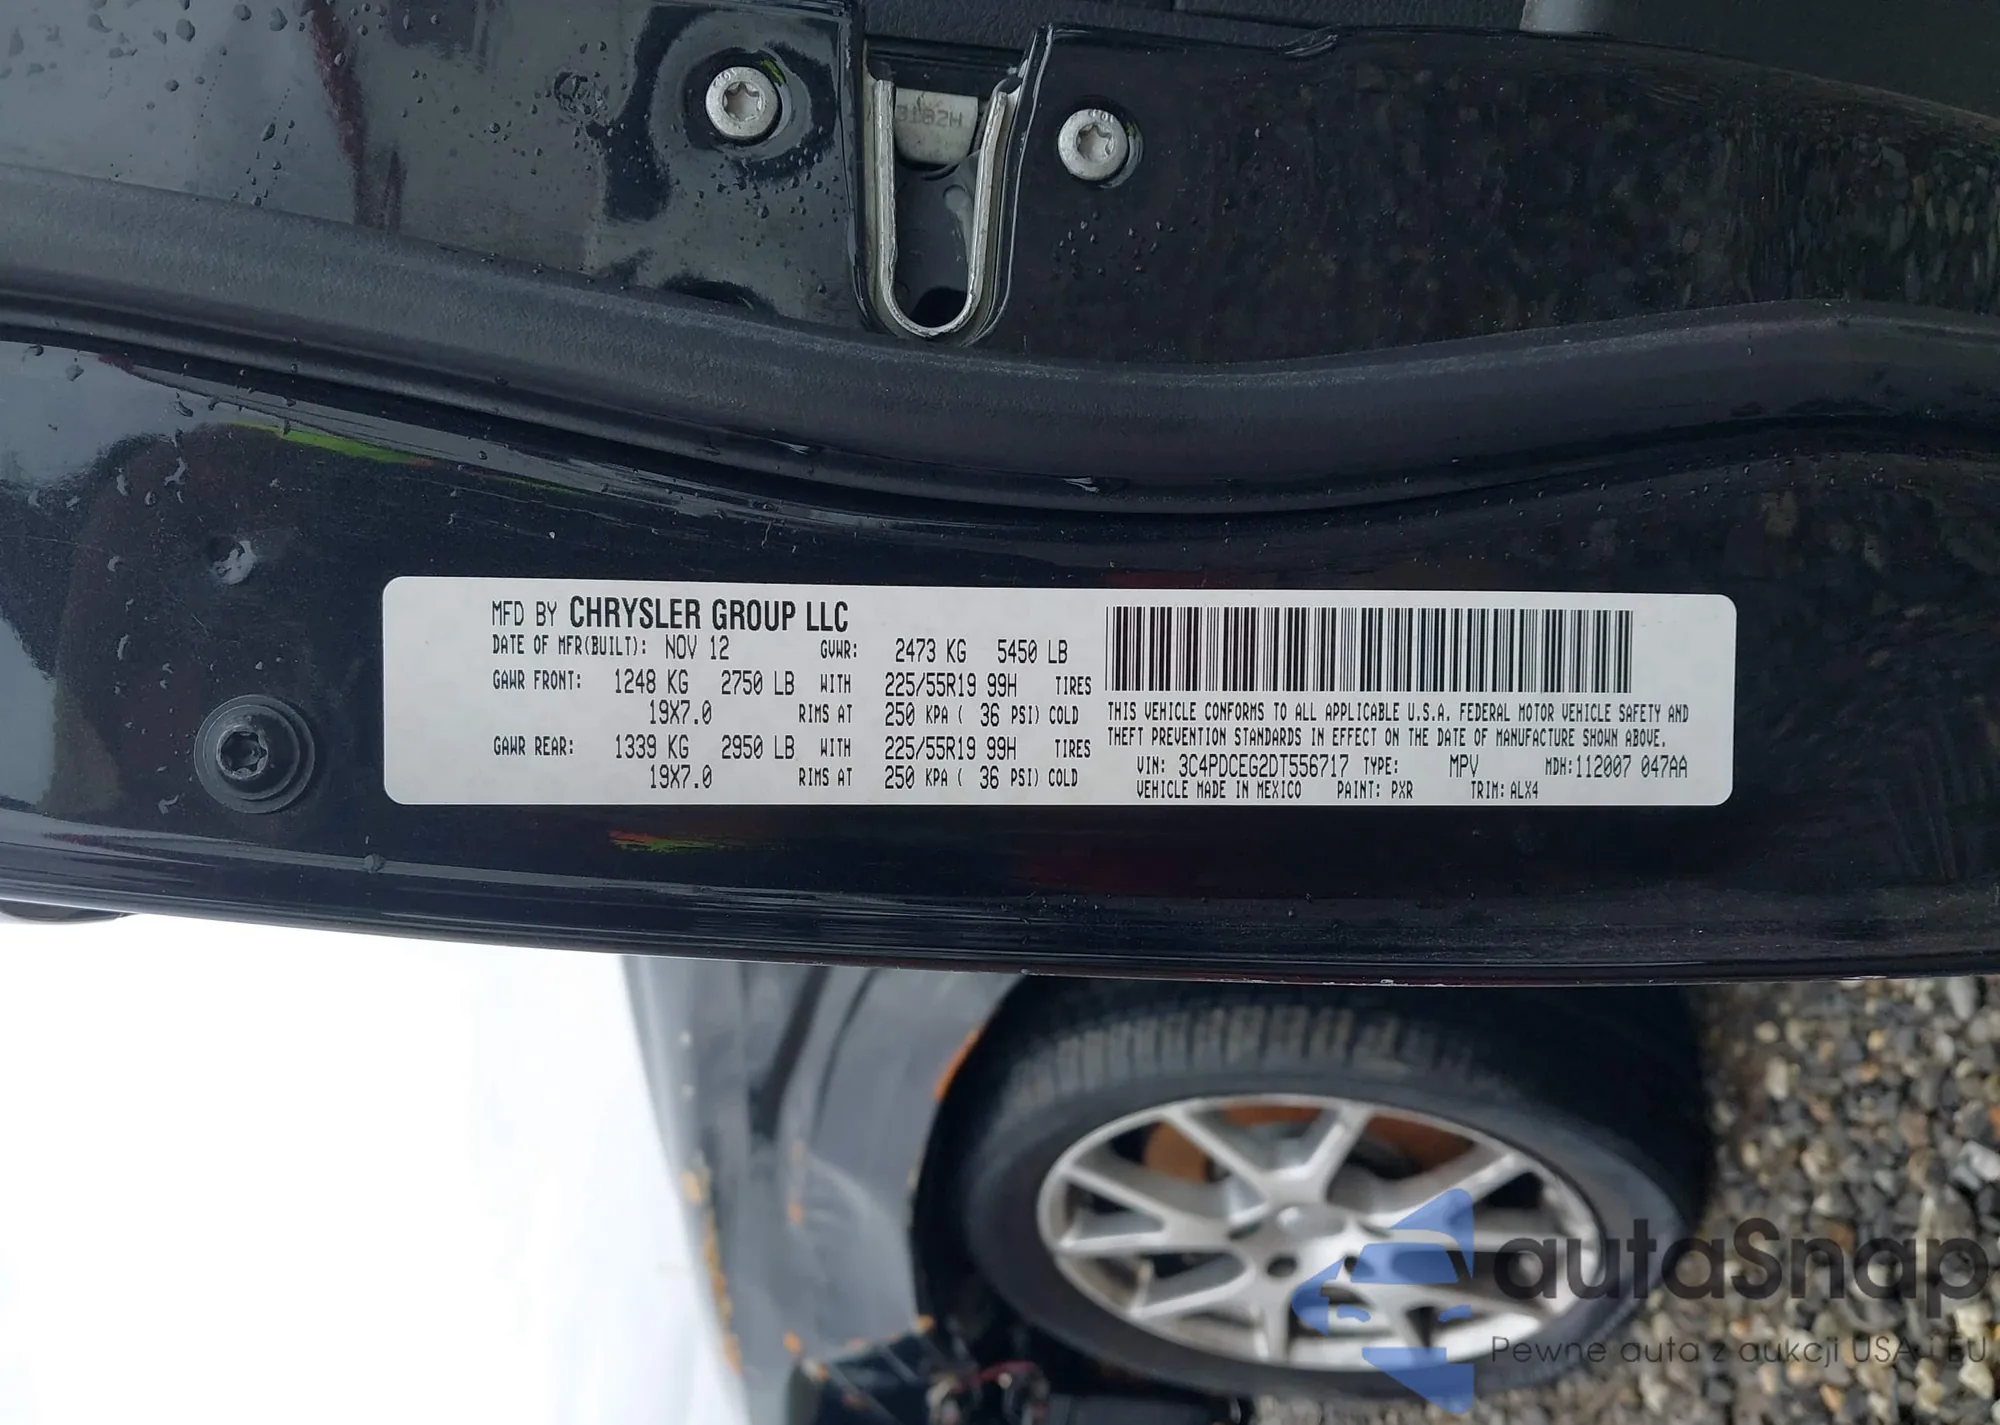 MFD BY CHRYSLER GROUP LLC
DATE OF MFR(BUILT): NOV 12 GVWR: 2473 KG 5450 LB
GAWR FRONT: 1248 KG 2750 LB WITH 225/55R19 99H TIRES
19X7.0 RIMS AT 250 KPA ( 36 PSI) COLD
GAWR REAR: 1339 KG 2950 LB WITH 225/55R19 99H TIRES
19X7.0 RIMS AT 250 KPA ( 36 PSI) COLD
THIS VEHICLE CONFORMS TO ALL APPLICABLE U.S.A. FEDERAL MOTOR VEHICLE SAFETY AND
THEFT PREVENTION STANDARDS IN EFFECT ON THE DATE OF MANUFACTURE SHOWN ABOVE.
VIN: 3C4PDCEG2DT556717 TYPE: MPV MDH:112007 047AA
VEHICLE MADE IN MEXICO PAINT: PXR TRIM: ALX4
autaSnap
Pewne auta z aukcji USA i EU